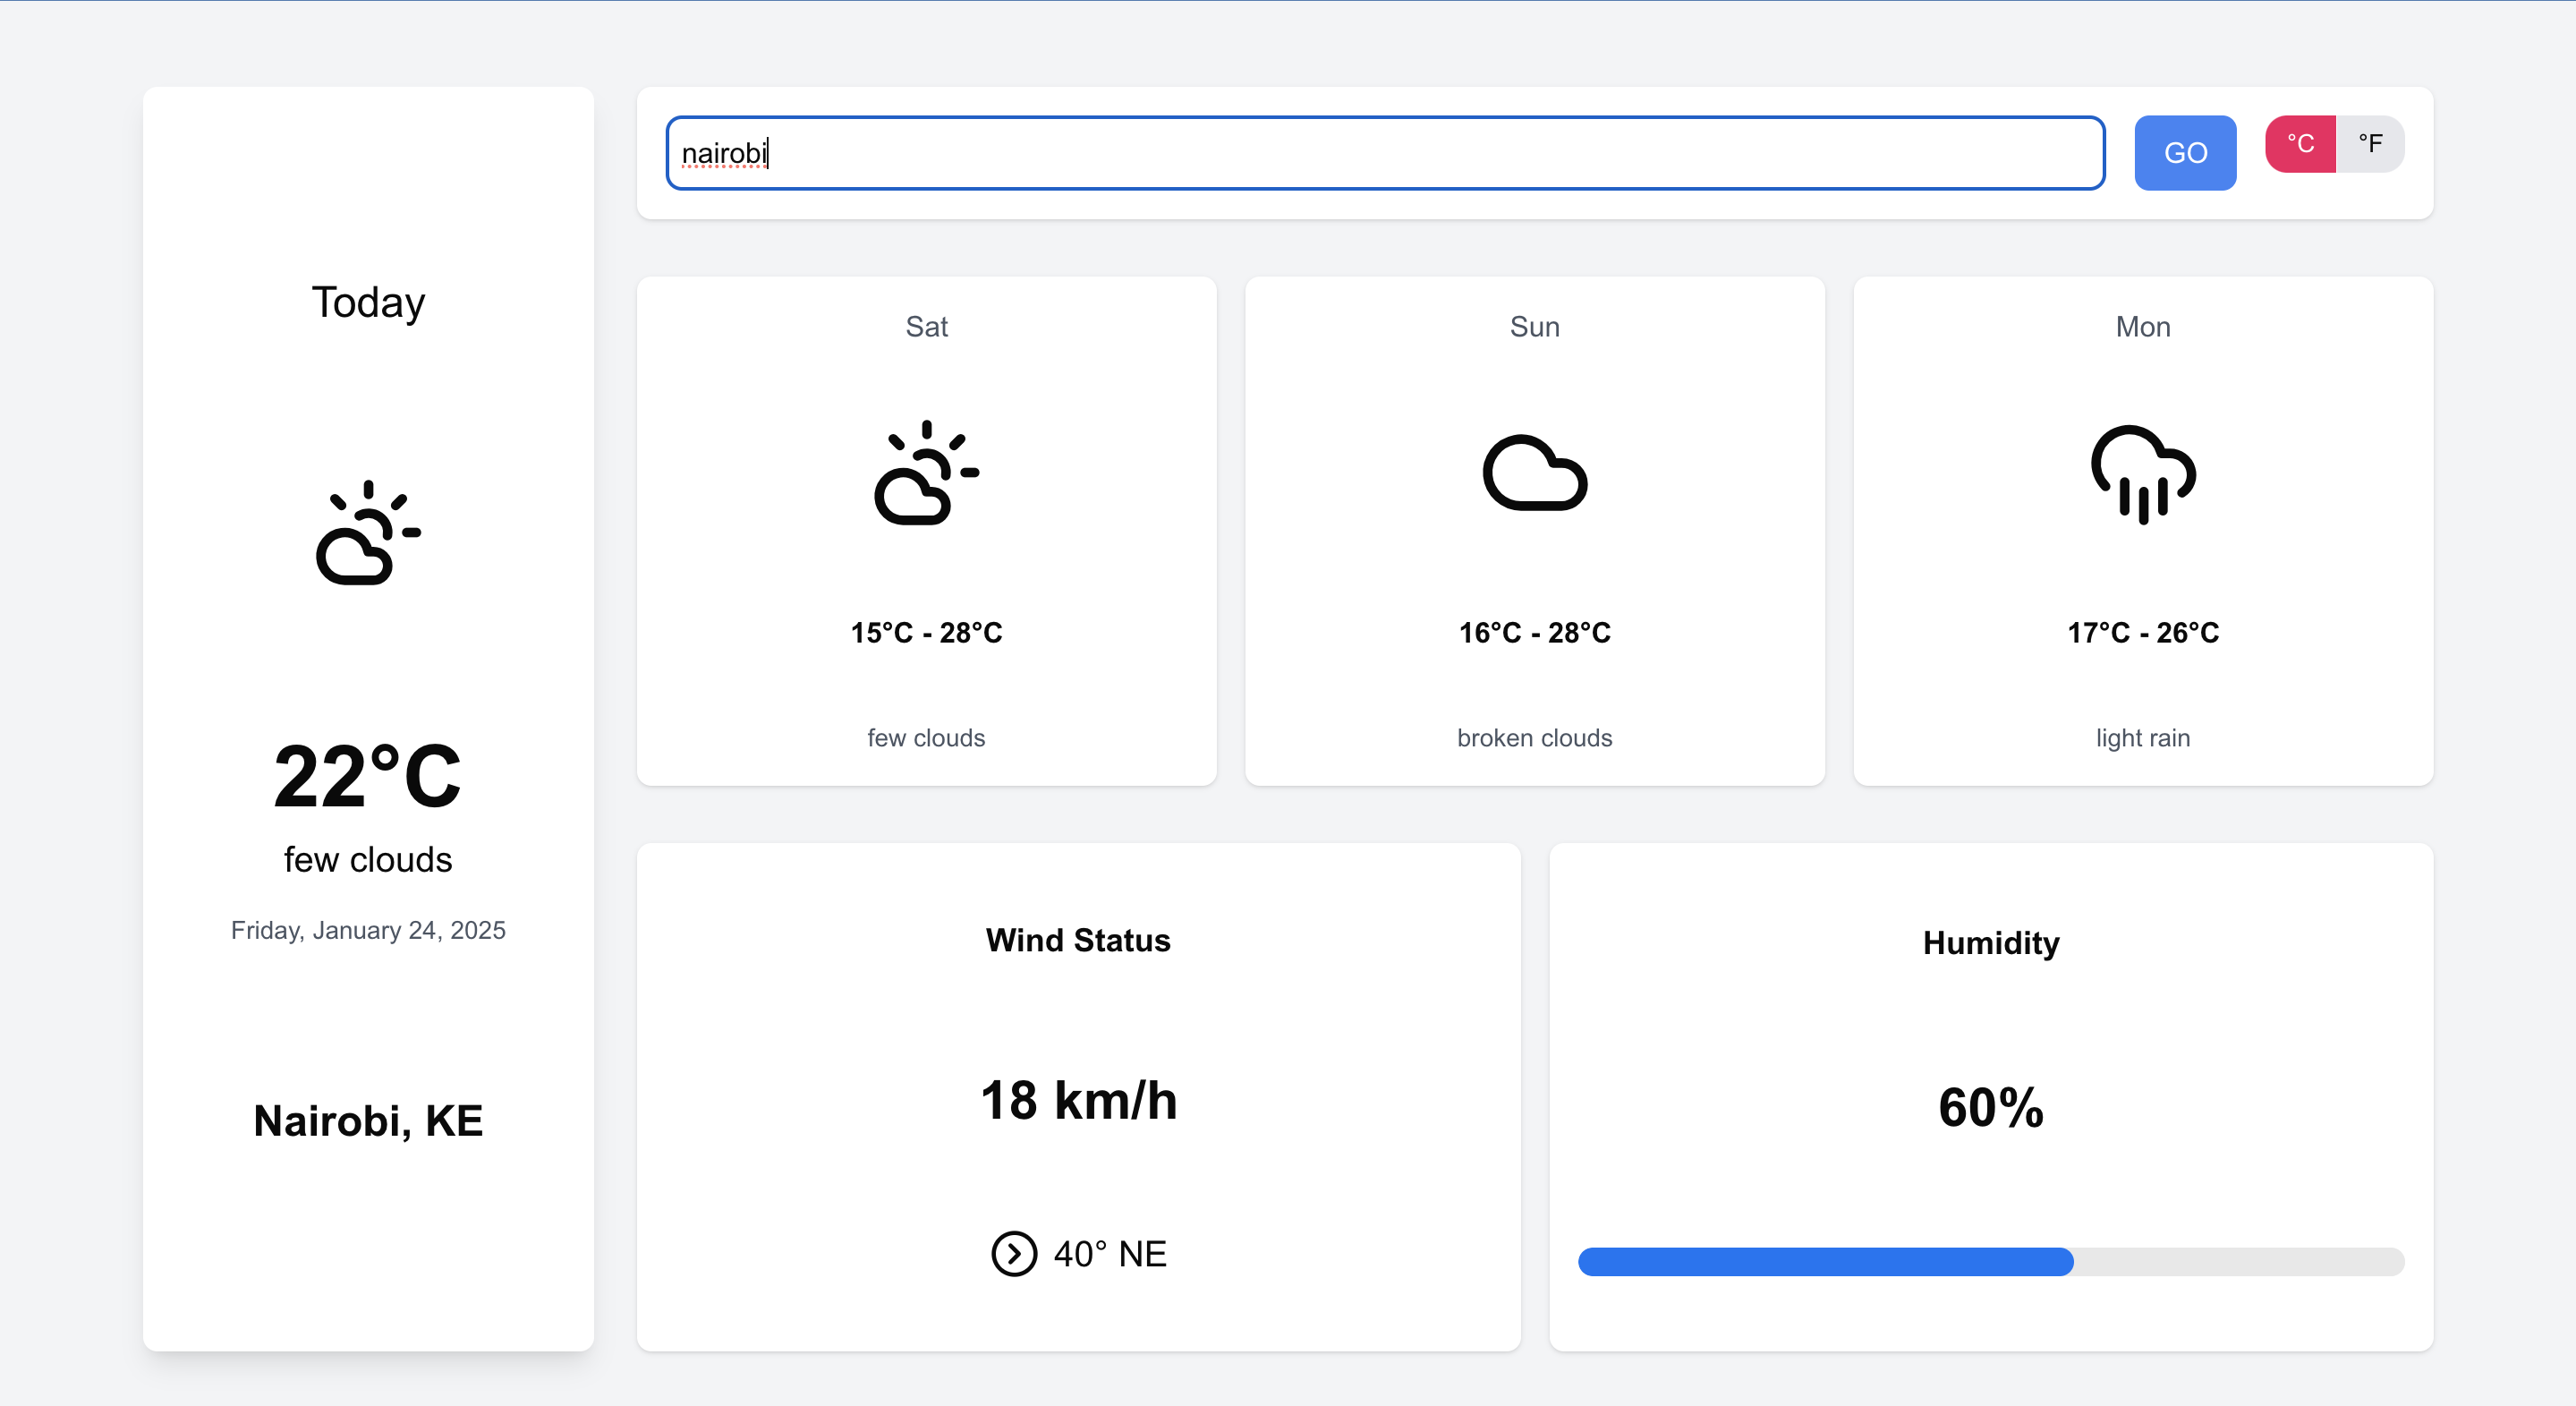 Today
22°C
few clouds
Friday, January 24, 2025
Nairobi, KE
nairobi
GO
°C
°F
Sat
15°C - 28°C
few clouds
Sun
16°C - 28°C
broken clouds
Mon
17°C - 26°C
light rain
Wind Status
18 km/h
40° NE
Humidity
60%